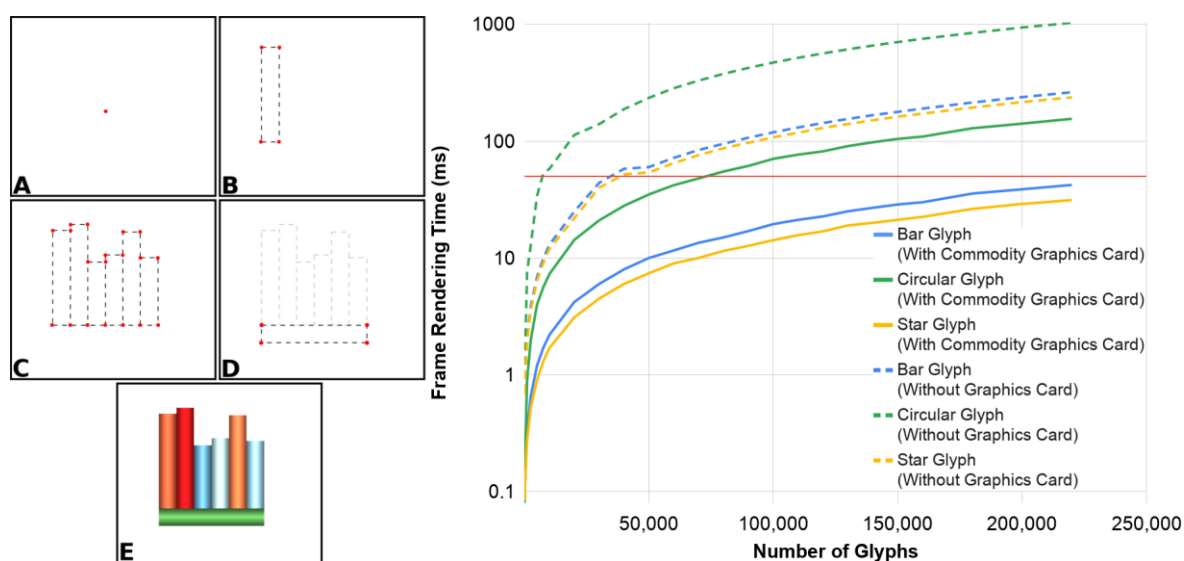 A
B
C
D
E
Frame Rendering Time (ms)
1000
100
10
1
0.1
50,000
100,000
150,000
200,000
250,000
Number of Glyphs
Bar Glyph
(With Commodity Graphics Card)
Circular Glyph
(With Commodity Graphics Card)
Star Glyph
(With Commodity Graphics Card)
Bar Glyph
(Without Graphics Card)
Circular Glyph
(Without Graphics Card)
Star Glyph
(Without Graphics Card)